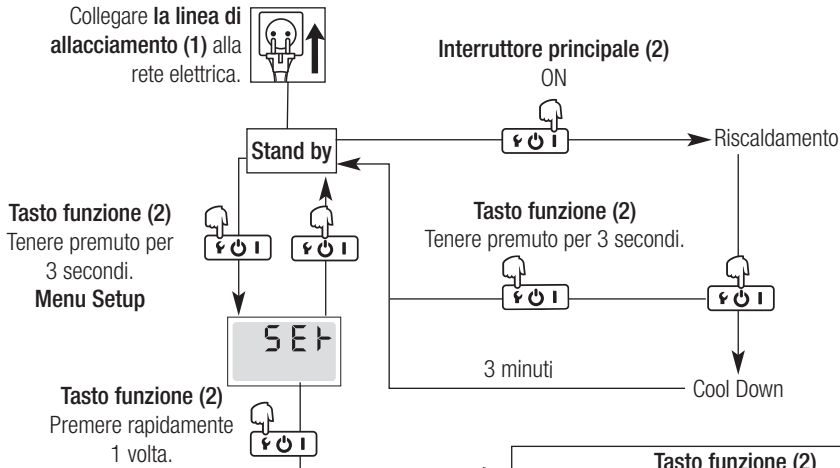 Collegare la linea di
allacciamento (1) alla
rete elettrica.
Interruttore principale (2)
ON
Stand by
Riscaldamento
Tasto funzione (2)
Tenere premuto per
3 secondi.
Menu Setup
Tasto funzione (2)
Tenere premuto per 3 secondi.
SEt
3 minuti
Cool Down
Tasto funzione (2)
Premere rapidamente
1 volta.
Tasto funzione (2)